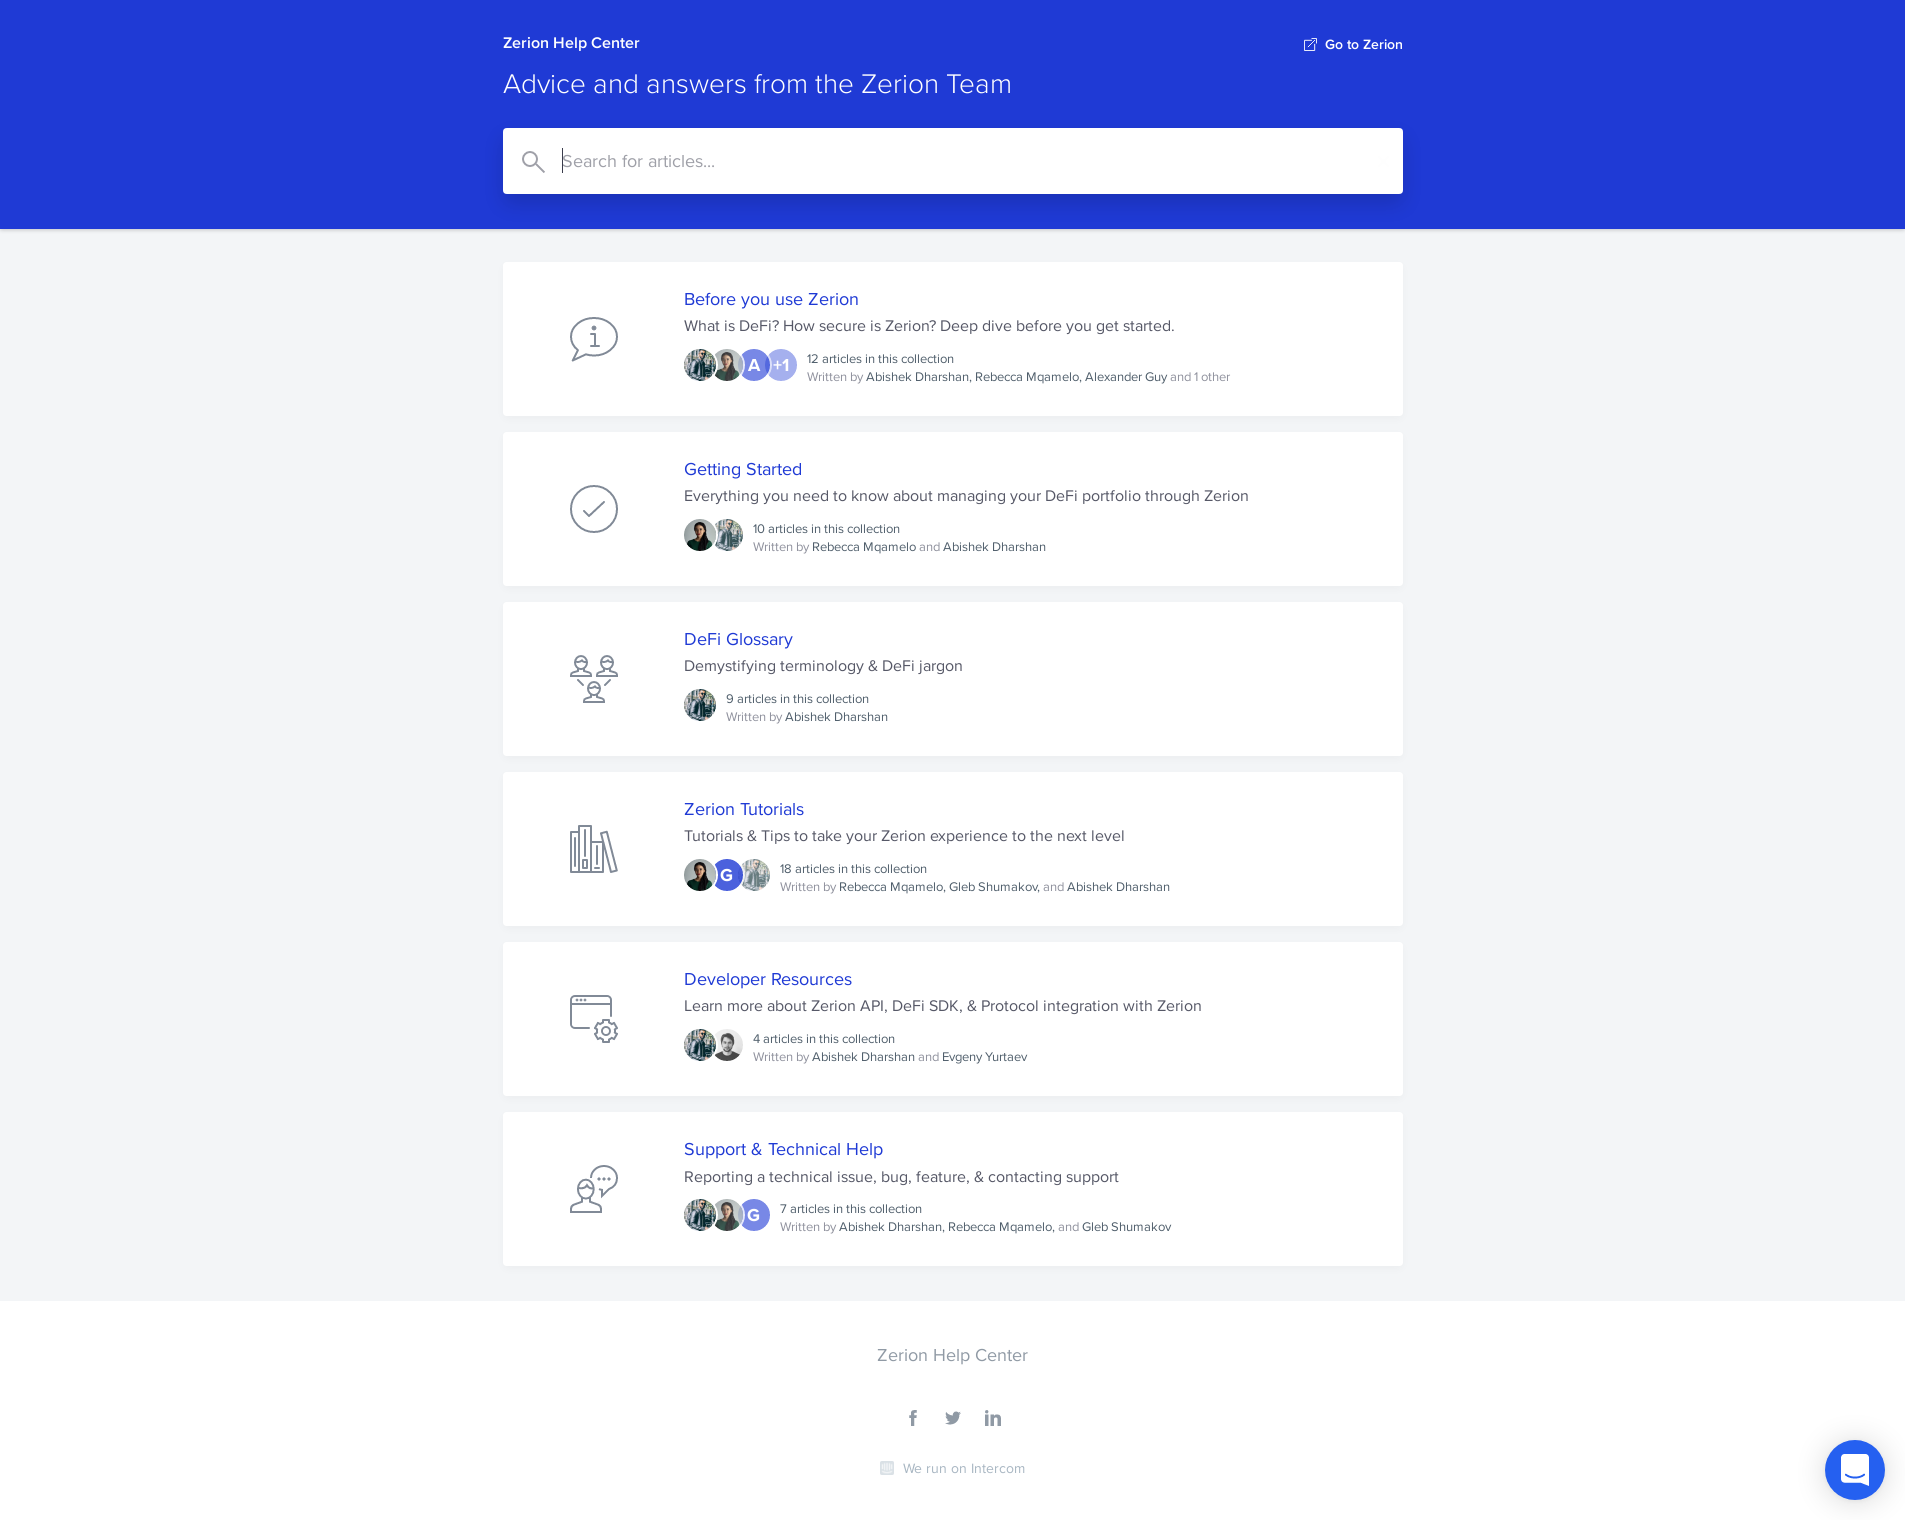 Zerion Help Center
Go to Zerion
Advice and answers from the Zerion Team
Search for articles...
Before you use Zerion
What is DeFi? How secure is Zerion? Deep dive before you get started.
A +1
12 articles in this collection
Written by Abishek Dharshan, Rebecca Mqamelo, Alexander Guy and 1 other
Getting Started
Everything you need to know about managing your DeFi portfolio through Zerion
10 articles in this collection
Written by Rebecca Mqamelo and Abishek Dharshan
DeFi Glossary
Demystifying terminology & DeFi jargon
9 articles in this collection
Written by Abishek Dharshan
Zerion Tutorials
Tutorials & Tips to take your Zerion experience to the next level
G
18 articles in this collection
Written by Rebecca Mqamelo, Gleb Shumakov, and Abishek Dharshan
Developer Resources
Learn more about Zerion API, DeFi SDK, & Protocol integration with Zerion
4 articles in this collection
Written by Abishek Dharshan and Evgeny Yurtaev
Support & Technical Help
Reporting a technical issue, bug, feature, & contacting support
G
7 articles in this collection
Written by Abishek Dharshan, Rebecca Mqamelo, and Gleb Shumakov
Zerion Help Center
We run on Intercom